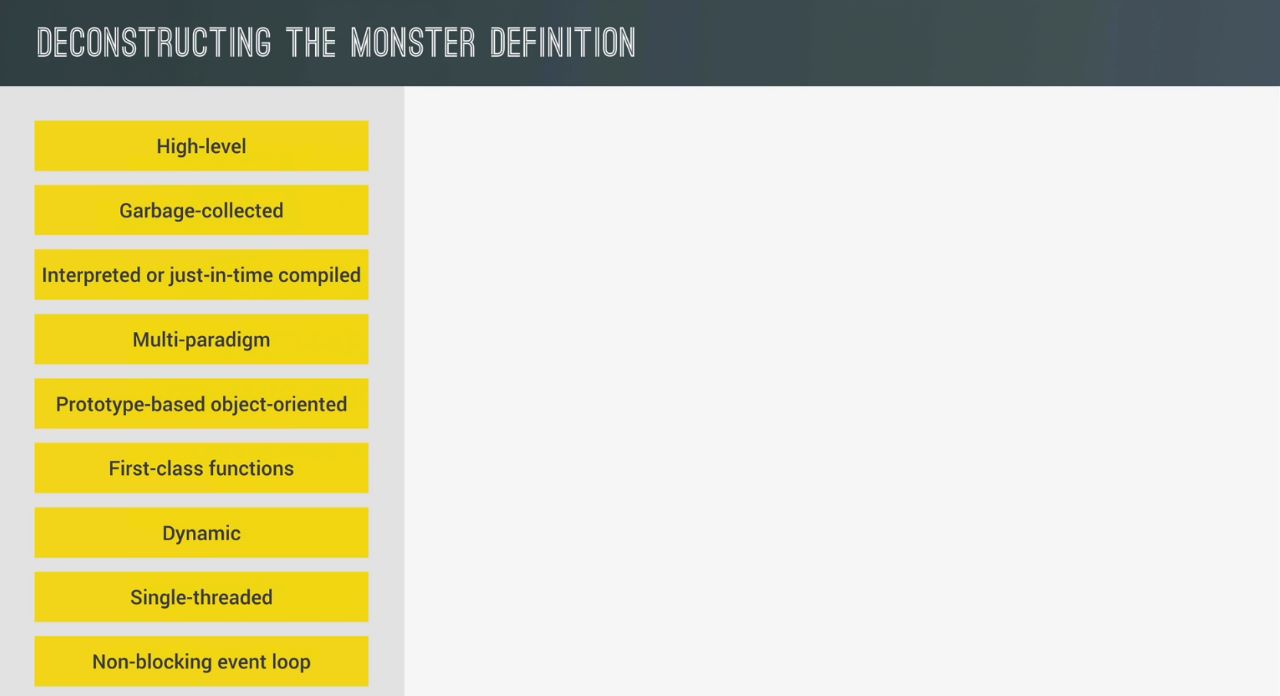 DECONSTRUCTING THE MONSTER DEFINITION
High-level
Garbage-collected
Interpreted or just-in-time compiled
Multi-paradigm
Prototype-based object-oriented
First-class functions
Dynamic
Single-threaded
Non-blocking event loop